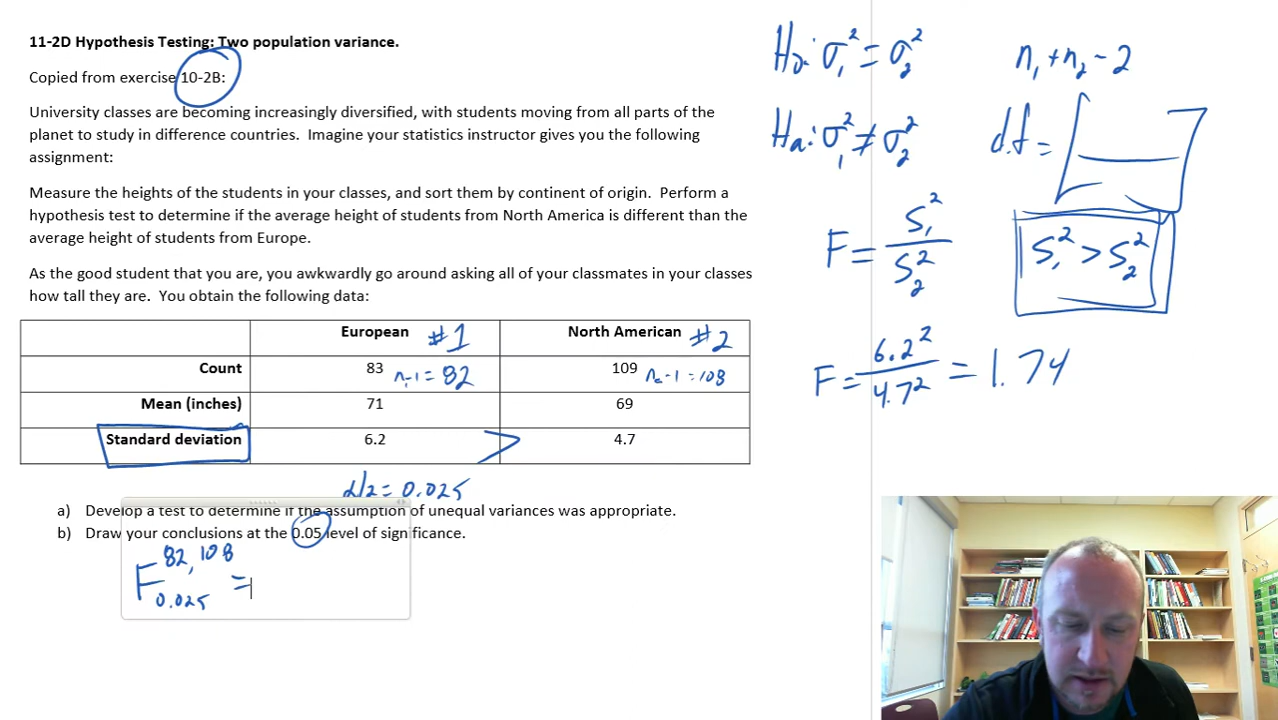 11-2D Hypothesis Testing: Two population variance.
Copied from exercise 10-2B:
University classes are becoming increasingly diversified, with students moving from all parts of the
planet to study in difference countries. Imagine your statistics instructor gives you the following
assignment:
Measure the heights of the students in your classes, and sort them by continent of origin. Perform a
hypothesis test to determine if the average height of students from North America is different than the
average height of students from Europe.
As the good student that you are, you awkwardly go around asking all of your classmates in your classes
how tall they are. You obtain the following data:
European #1 North American #2
Count 83 n₁-1 = 82 109 n₂-1 = 108
Mean (inches) 71 69
Standard deviation 6.2 > 4.7
α/2 = 0.025
a) Develop a test to determine if the assumption of unequal variances was appropriate.
b) Draw your conclusions at the 0.05 level of significance.
F 82, 108 0.025 =
H₀: σ₁² = σ₂²
Ha: σ₁² ≠ σ₂²
n₁+n₂-2
d.f =
F = S₁² / S₂²
S₁² > S₂²
F = 6.2² / 4.7² = 1.74